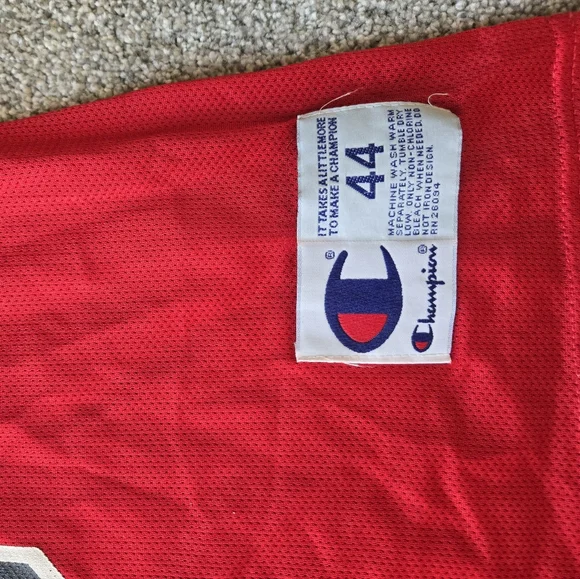 IT TAKES A LITTLE MORE
TO MAKE A CHAMPION
44
MACHINE WASH WARM
SEPARATELY, TUMBLE DRY
LOW. ONLY NON-CHLORINE
BLEACH WHEN NEEDED. DO
NOT IRON DESIGN.
RN 26094
®
Champion®